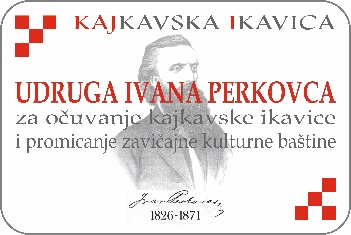 KAJKAVSKA IKAVICA
UDRUGA IVANA PERKOVCA
za očuvanje kajkavske ikavice
i promicanje zavičajne kulturne baštine
1826-1871